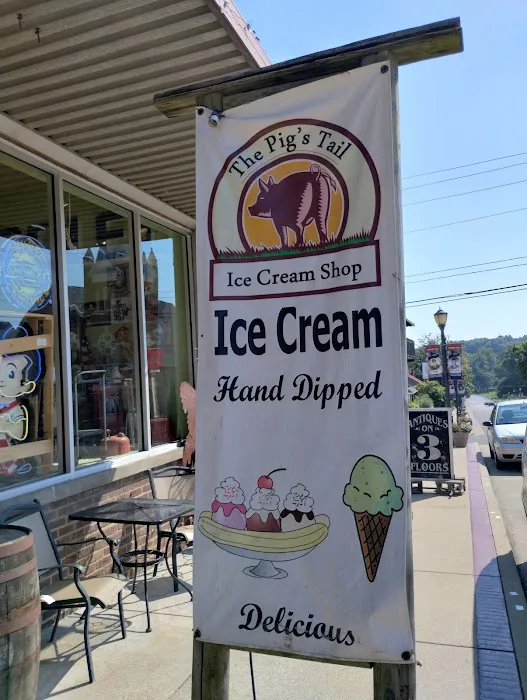 The Pig's Tail
Ice Cream Shop
Ice Cream
Hand Dipped
Delicious
ANTIQUES
ON
3
FLOORS